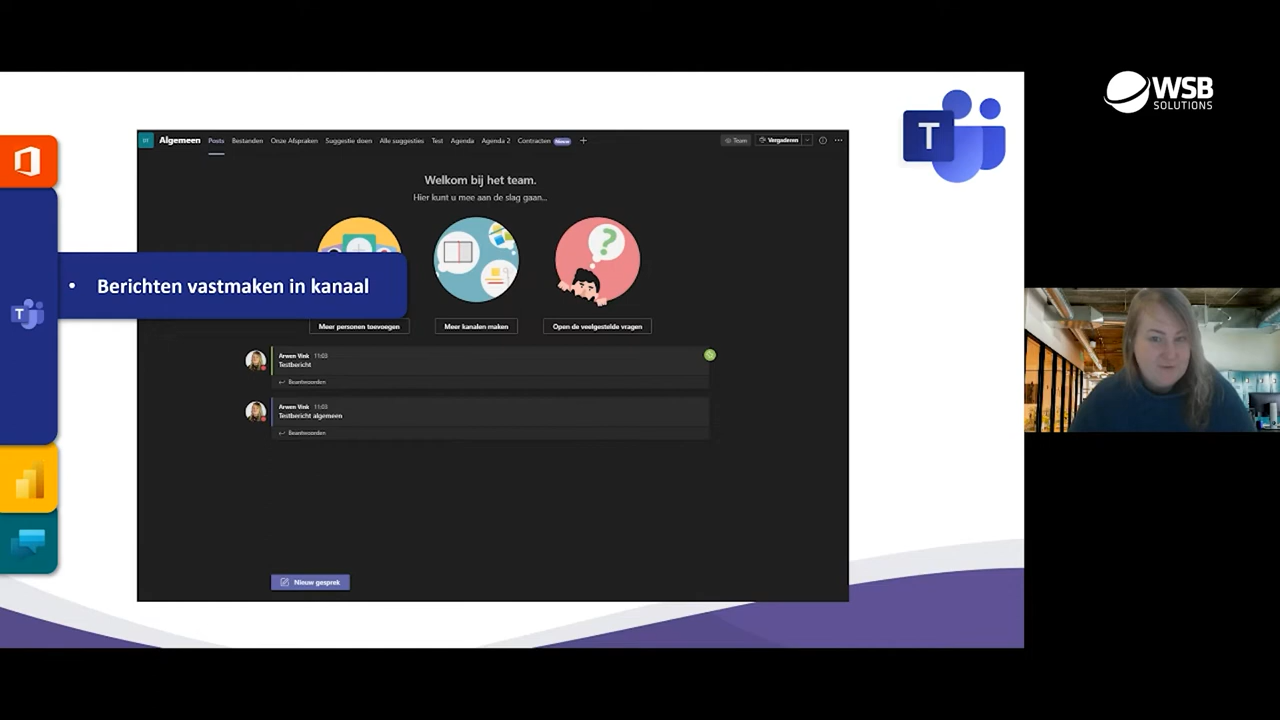 WSB
SOLUTIONS
T
Algemeen Posts Bestanden Onze Afspraken Suggestie doen Alle suggesties Test Agenda Agenda 2 Contracten Nieuw + Team Vergaderen
Welkom bij het team.
Hier kunt u mee aan de slag gaan...
• Berichten vastmaken in kanaal
T
Meer personen toevoegen Meer kanalen maken Open de veelgestelde vragen
Arwen Vink 11:03
Testbericht
Beantwoorden
Arwen Vink 11:03
Testbericht algemeen
Beantwoorden
Nieuw gesprek